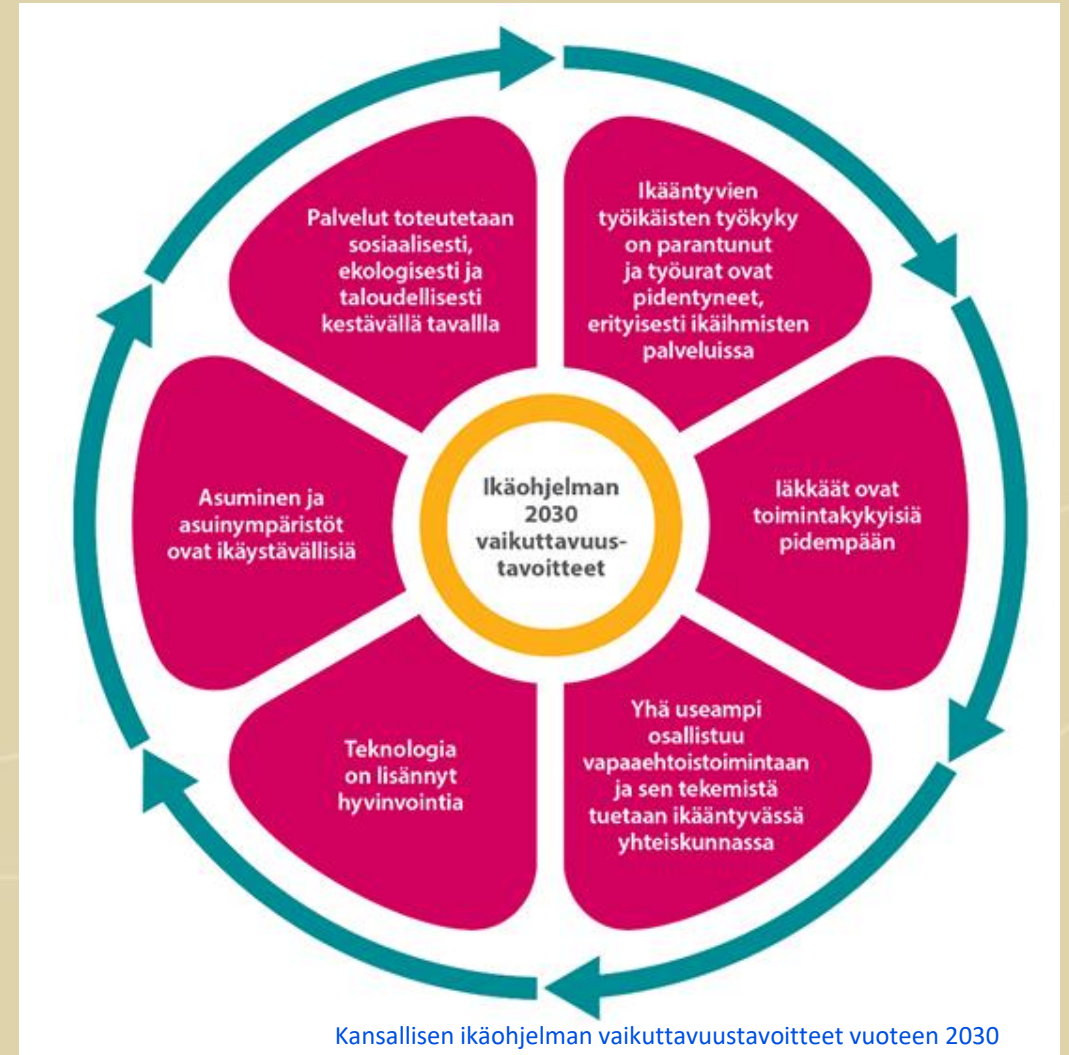 Palvelut toteutetaan
sosiaalisesti,
ekologisesti ja
taloudellisesti
kestävällä tavallla
Ikääntyvien
työikäisten työkyky
on parantunut
ja työurat ovat
pidentyneet,
erityisesti ikäihmisten
palveluissa
Asuminen ja
asuinympäristöt
ovat ikäystävällisiä
Ikäohjelman
2030
vaikuttavuus-
tavoitteet
Iäkkäät ovat
toimintakykyisiä
pidempään
Teknologia
on lisännyt
hyvinvointia
Yhä useampi
osallistuu
vapaaehtoistoimintaan
ja sen tekemistä
tuetaan ikääntyvässä
yhteiskunnassa
Kansallisen ikäohjelman vaikuttavuustavoitteet vuoteen 2030